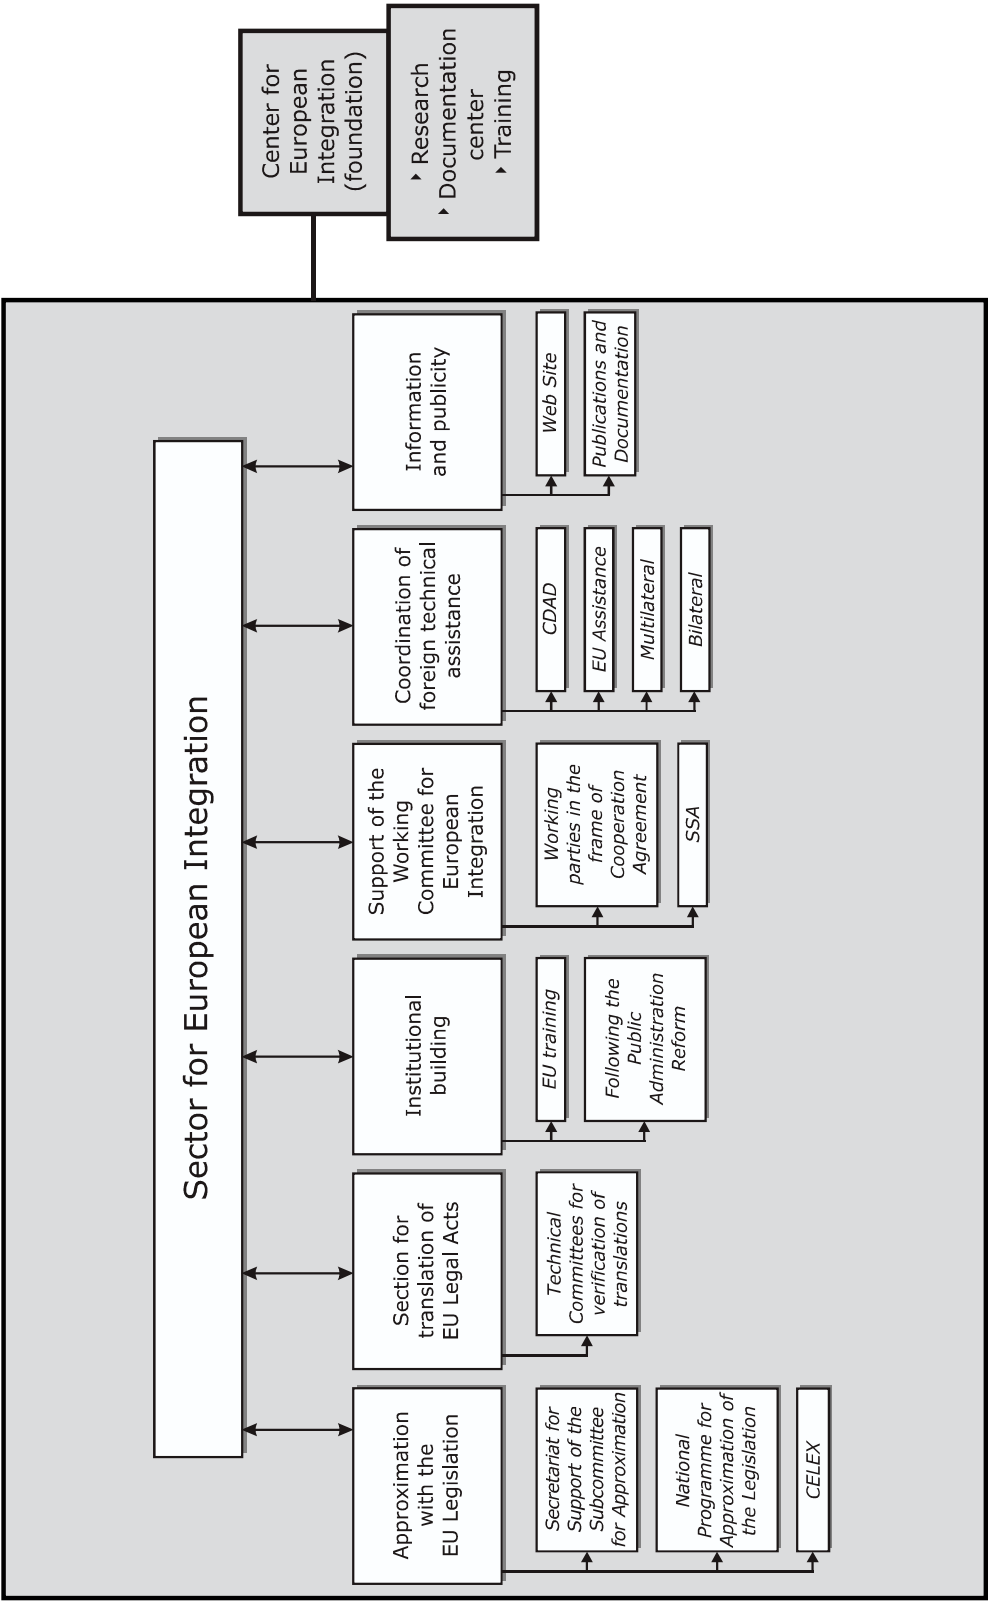 Sector for European Integration
Approximation
with the
EU Legislation
Secretariat for
Support of the
Subcommittee
for Approximation
National
Programme for
Approximation of
the Legislation
CELEX
Section for
translation of
EU Legal Acts
Technical
Committees for
verification of
translations
Institutional
building
EU training
Following the
Public
Administration
Reform
Support of the
Working
Committee for
European
Integration
Working
parties in the
frame of
Cooperation
Agreement
SSA
Coordination of
foreign technical
assistance
CDAD
EU Assistance
Multilateral
Bilateral
Information
and publicity
Web Site
Publications and
Documentation
Center for
European
Integration
(foundation)
Research
Documentation
center
Training